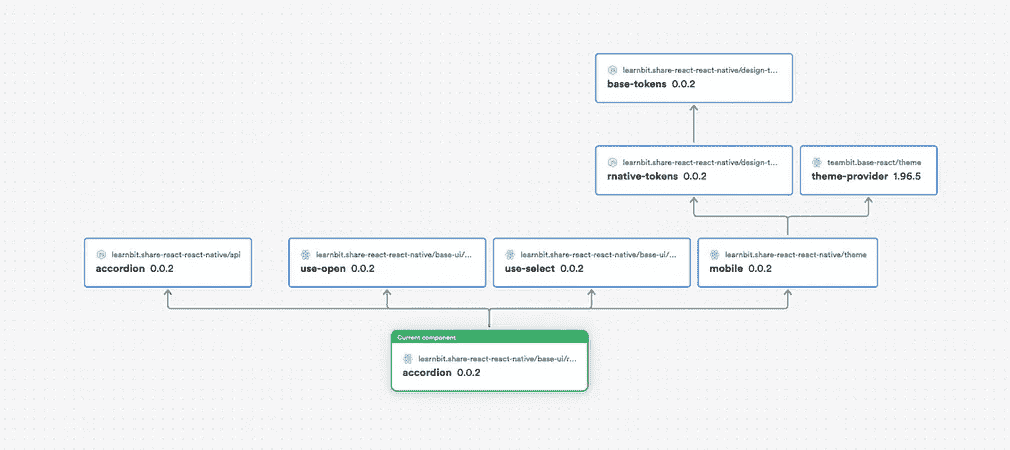 learnbit.share-react-react-native/design-t...
base-tokens 0.0.2
learnbit.share-react-react-native/design-t...
rnative-tokens 0.0.2
teambit.base-react/theme
theme-provider 1.96.5
learnbit.share-react-react-native/api
accordion 0.0.2
learnbit.share-react-react-native/base-ui/...
use-open 0.0.2
learnbit.share-react-react-native/base-ui/...
use-select 0.0.2
learnbit.share-react-react-native/theme
mobile 0.0.2
Current component
learnbit.share-react-react-native/base-ui/r...
accordion 0.0.2